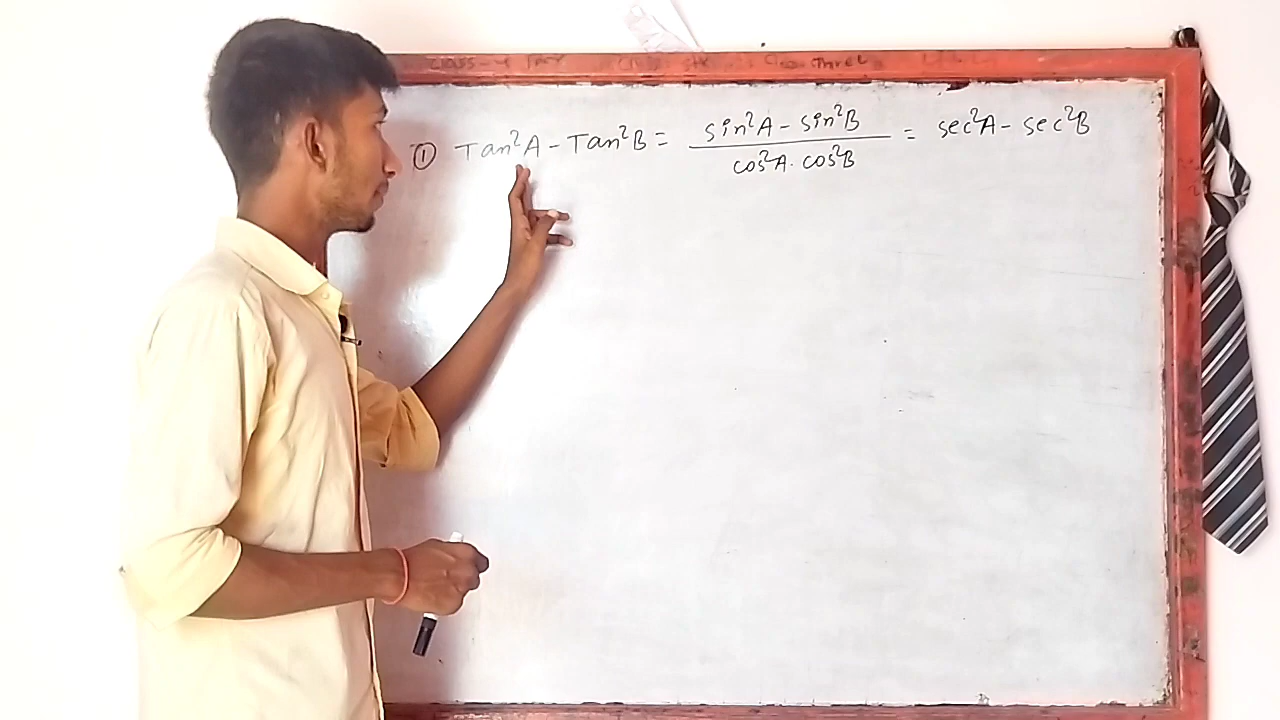 ① Tan²A - Tan²B = sin²A - sin²B / cos²A . cos²B = sec²A - sec²B